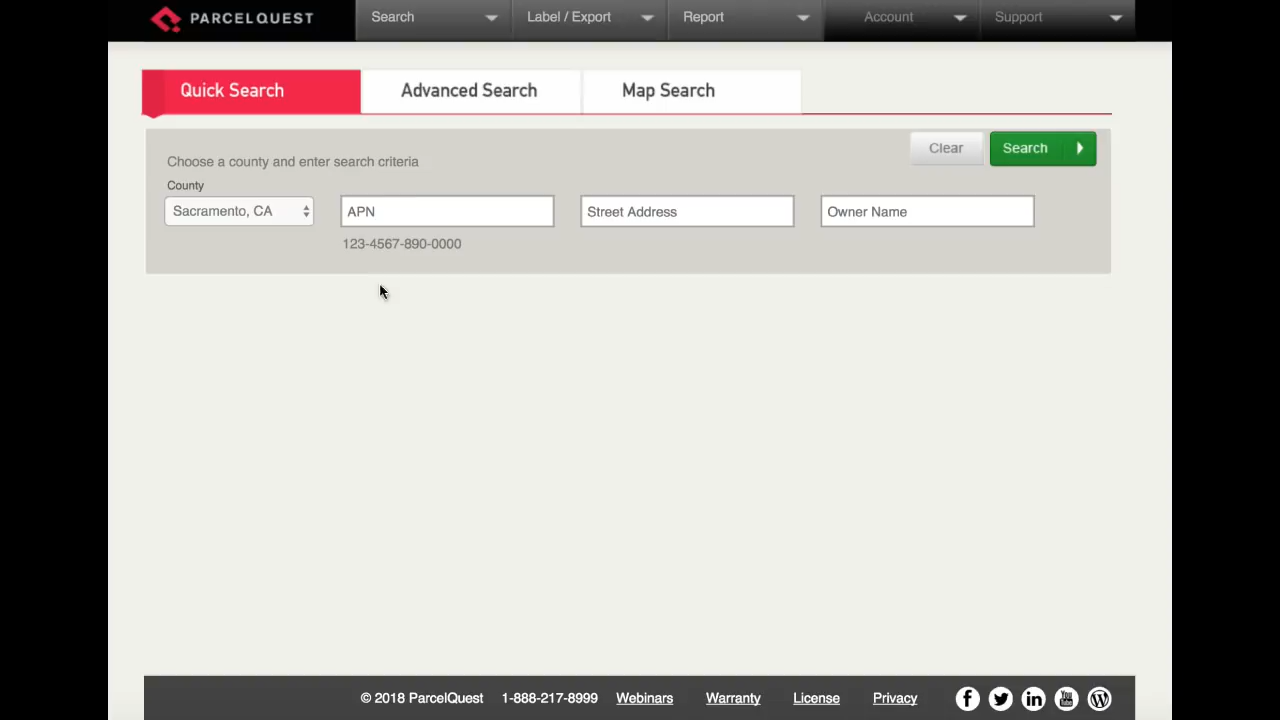 PARCELQUEST Search Label / Export Report Account Support
Quick Search Advanced Search Map Search
Clear Search
Choose a county and enter search criteria
County
Sacramento, CA APN Street Address Owner Name
123-4567-890-0000
© 2018 ParcelQuest 1-888-217-8999 Webinars Warranty License Privacy